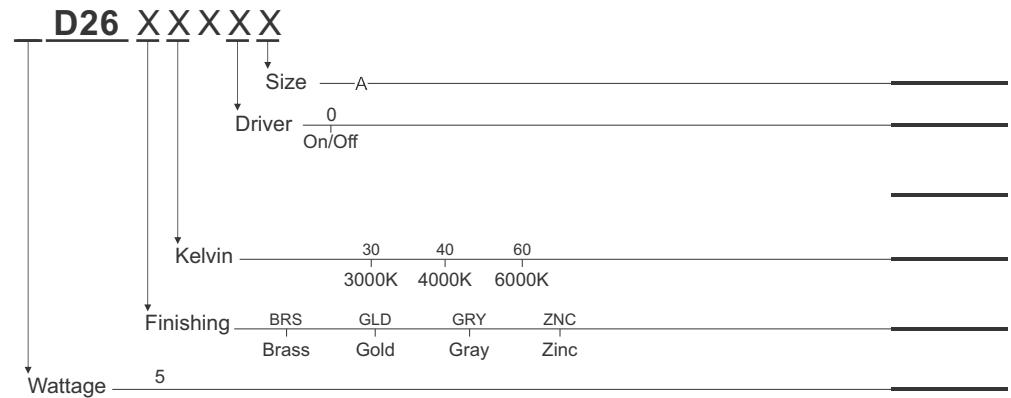 D26 X X X X X
Size A
0
Driver
On/Off
30 40 60
Kelvin
3000K 4000K 6000K
BRS GLD GRY ZNC
Finishing
Brass Gold Gray Zinc
5
Wattage